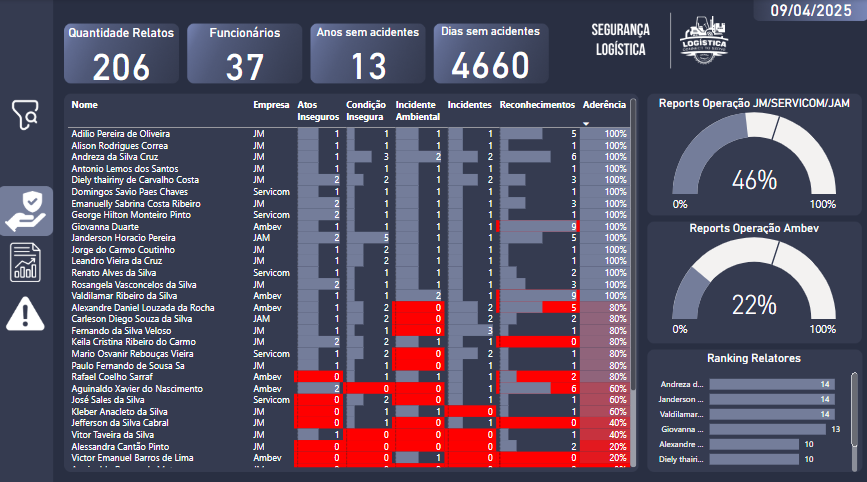 09/04/2025
Quantidade Relatos
206
Funcionários
37
Anos sem acidentes
13
Dias sem acidentes
4660
SEGURANÇA
LOGÍSTICA
LOGÍSTICA
Nome Empresa Atos Inseguros Condição Insegura Incidente Ambiental Incidentes Reconhecimentos Aderência
Adilio Pereira de Oliveira JM 1 1 1 1 5 100%
Alison Rodrigues Correa JM 1 1 1 1 1 100%
Andreza da Silva Cruz JM 1 3 2 2 6 100%
Antonio Lemos dos Santos JM 1 1 1 1 1 100%
Diely thairiny de Carvalho Costa JM 2 2 1 2 3 100%
Domingos Savio Paes Chaves Servicom 1 1 1 1 1 100%
Emanuelly Sabrina Costa Ribeiro JM 2 1 1 1 3 100%
George Hilton Monteiro Pinto Servicom 2 1 1 1 1 100%
Giovanna Duarte Ambev 1 1 1 1 9 100%
Janderson Horacio Pereira JAM 2 5 1 1 5 100%
Jorge do Carmo Coutinho JM 1 2 1 1 1 100%
Leandro Vieira da Cruz JM 1 2 1 1 1 100%
Renato Alves da Silva Servicom 1 1 1 1 2 100%
Rosangela Vasconcelos da Silva JM 2 1 1 1 3 100%
Valdilamar Ribeiro da Silva Ambev 1 1 2 1 9 100%
Alexandre Daniel Louzada da Rocha Ambev 1 2 0 2 5 80%
Carleson Diego Souza da Silva JAM 1 2 0 2 2 80%
Fernando da Silva Veloso JM 1 1 0 3 1 80%
Keila Cristina Ribeiro do Carmo JM 2 2 1 1 0 80%
Mario Osvanir Rebouças Vieira Servicom 1 2 0 2 1 80%
Paulo Fernando de Sousa Sa JM 1 1 0 1 1 80%
Rafael Coelho Sarraf Ambev 0 1 1 1 2 80%
Aguinaldo Xavier do Nascimento Ambev 2 0 0 1 6 60%
José Sales da Silva Servicom 0 2 0 1 1 60%
Kleber Anacleto da Silva JM 0 1 1 0 1 60%
Jefferson da Silva Cabral JM 0 1 0 0 1 40%
Vitor Taveira da Silva JM 1 0 0 0 1 40%
Alessandra Cantão Pinto JM 0 0 0 0 2 20%
Victor Emanuel Barros de Lima Ambev 0 0 1 0 0 20%
Reports Operação JM/SERVICOM/JAM
46%
0% 100%
Reports Operação Ambev
22%
0% 100%
Ranking Relatores
Andreza d... 14
Janderson ... 14
Valdilamar... 14
Giovanna ... 13
Alexandre ... 10
Diely thairi... 10